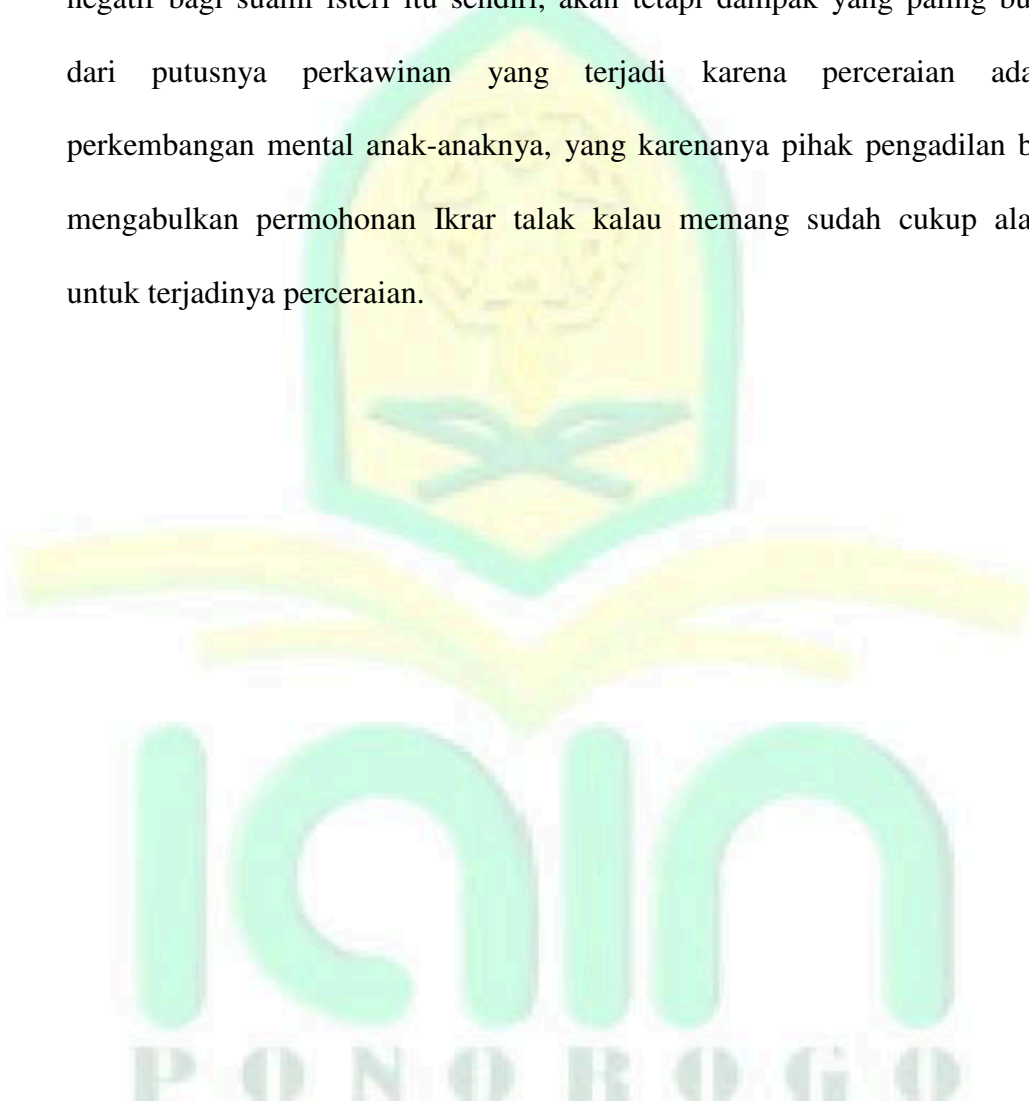 negatif bagi suami isteri itu sendiri, akan tetapi dampak yang paling bu
dari putusnya perkawinan yang terjadi karena perceraian ada
perkembangan mental anak-anaknya, yang karenanya pihak pengadilan b
mengabulkan permohonan Ikrar talak kalau memang sudah cukup ala
untuk terjadinya perceraian.
IAIN
PONOROGO